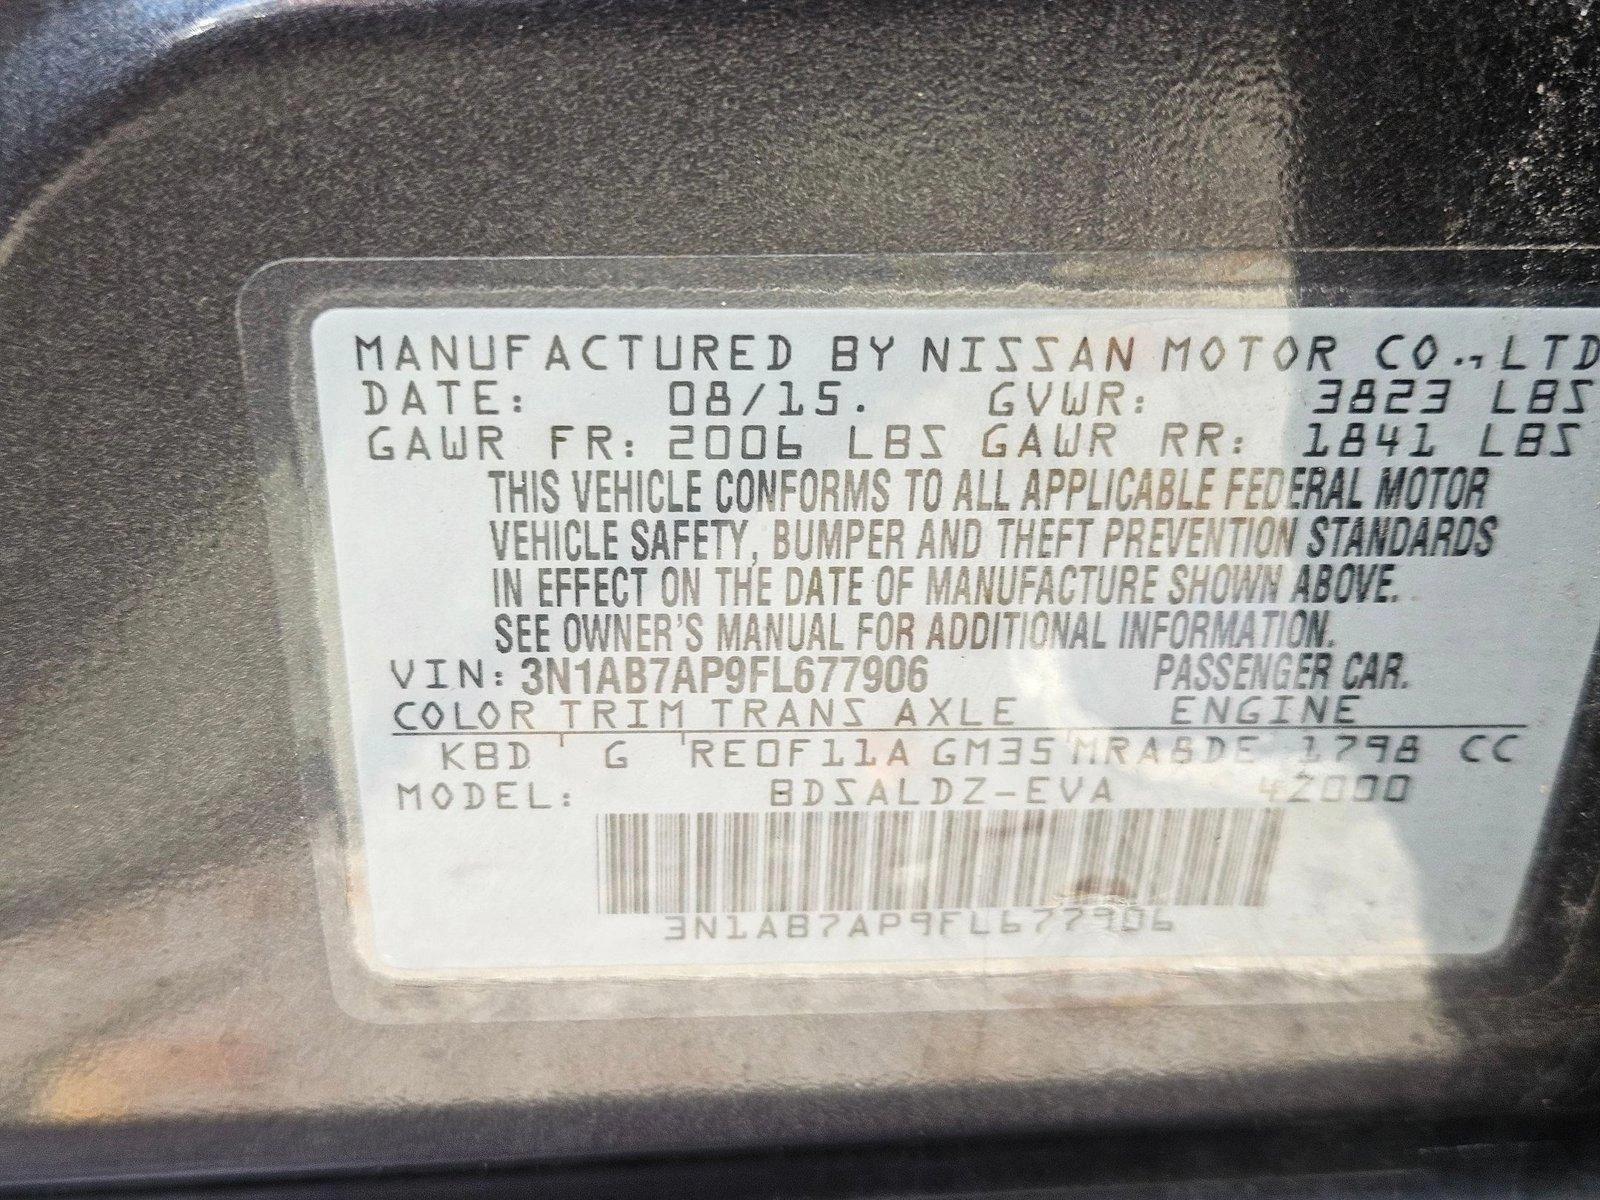 MANUFACTURED BY NISSAN MOTOR CO., LTD
DATE: 08/15. GVWR: 3823 LBS
GAWR FR: 2006 LBS GAWR RR: 1841 LBS
THIS VEHICLE CONFORMS TO ALL APPLICABLE FEDERAL MOTOR
VEHICLE SAFETY, BUMPER AND THEFT PREVENTION STANDARDS
IN EFFECT ON THE DATE OF MANUFACTURE SHOWN ABOVE.
SEE OWNER'S MANUAL FOR ADDITIONAL INFORMATION.
VIN: 3N1AB7AP9FL677906 PASSENGER CAR.
COLOR TRIM TRANS AXLE ENGINE
KBD G RE0F11A GM35 MRA8DE 1798 CC
MODEL: BDSALDZ-EVA 42000
3N1AB7AP9FL677906